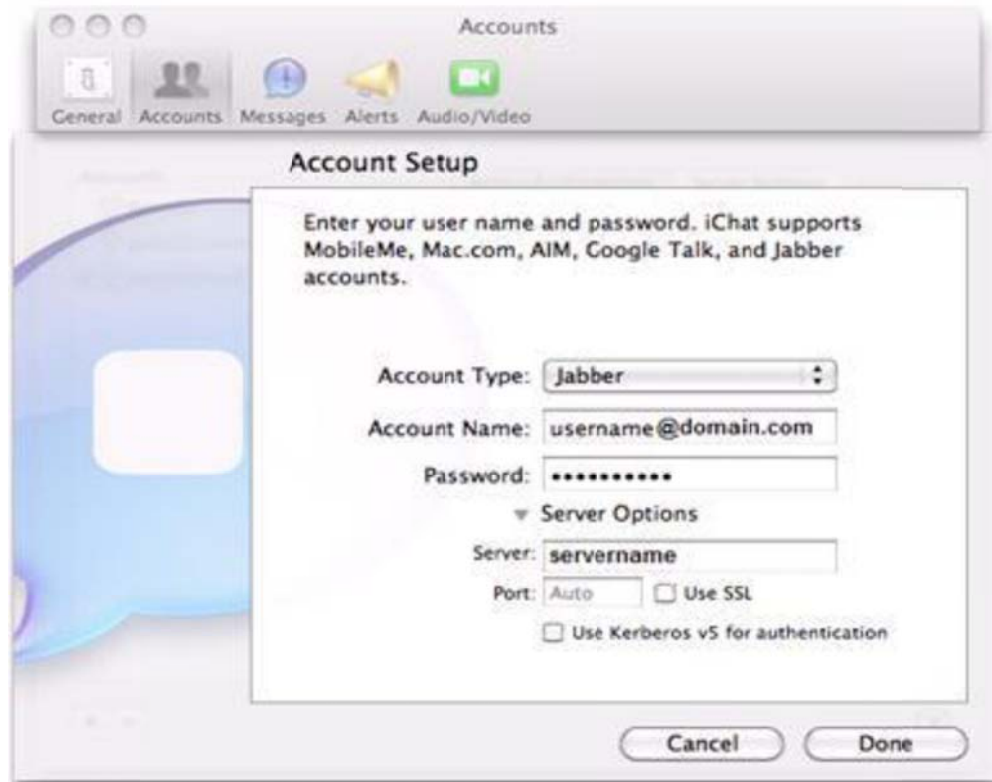 Accounts
General Accounts Messages Alerts Audio/Video
Account Setup
Enter your user name and password. iChat supports
MobileMe, Mac.com, AIM, Google Talk, and Jabber
accounts.
Account Type: Jabber
Account Name: username@domain.com
Password: ••••••••••
Server Options
Server: servername
Port: Auto Use SSL
Use Kerberos v5 for authentication
Cancel Done